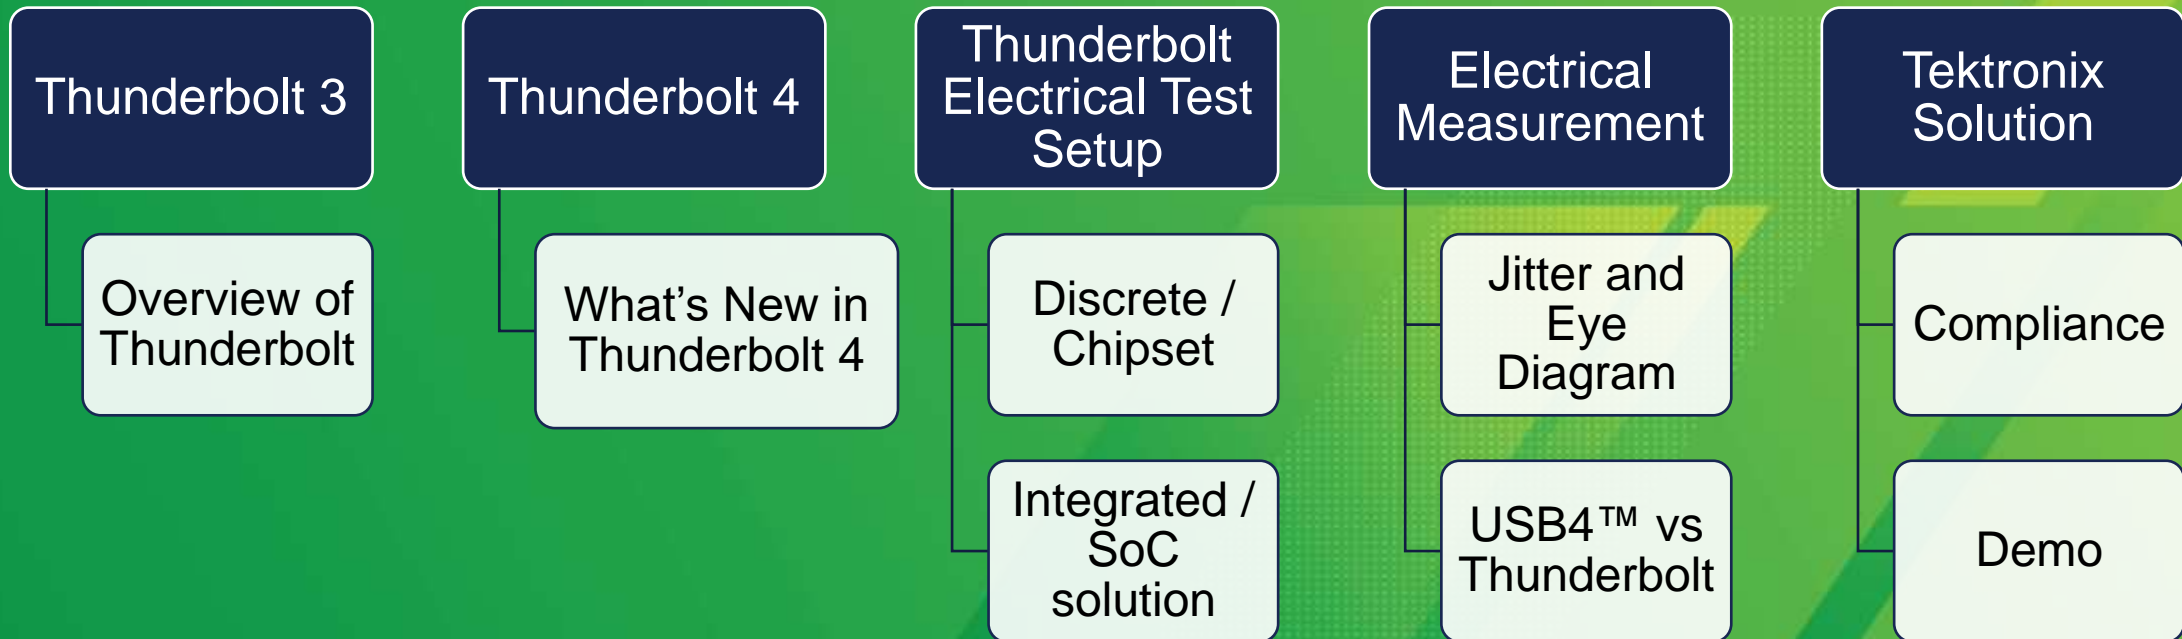 Thunderbolt 3
Overview of
Thunderbolt
Thunderbolt 4
What’s New in
Thunderbolt 4
Thunderbolt
Electrical Test
Setup
Discrete /
Chipset
Integrated /
SoC
solution
Electrical
Measurement
Jitter and
Eye
Diagram
USB4™ vs
Thunderbolt
Tektronix
Solution
Compliance
Demo